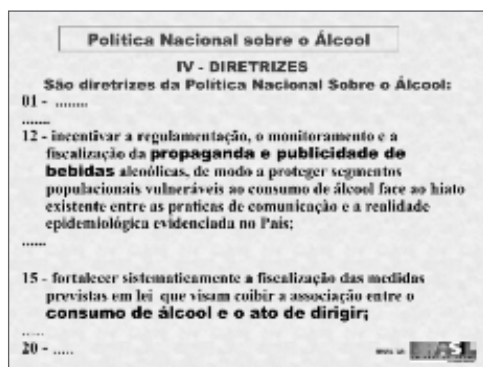 Política Nacional sobre o Álcool
IV - DIRETRIZES
São diretrizes da Política Nacional Sobre o Álcool:
01 - ........
.......
12 - incentivar a regulamentação, o monitoramento e a
fiscalização da propaganda e publicidade de
bebidas alcoólicas, de modo a proteger segmentos
populacionais vulneráveis ao consumo de álcool face ao hiato
existente entre as praticas de comunicação e a realidade
epidemiológica evidenciada no País;
......
15 - fortalecer sistematicamente a fiscalização das medidas
previstas em lei que visam coibir a associação entre o
consumo de álcool e o ato de dirigir;
.....
20 - .....